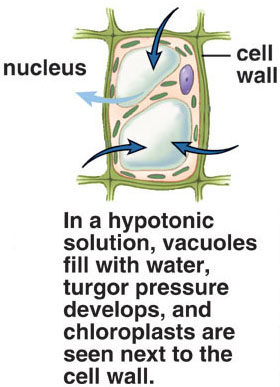 nucleus
cell
wall
In a hypotonic
solution, vacuoles
fill with water,
turgor pressure
develops, and
chloroplasts are
seen next to the
cell wall.